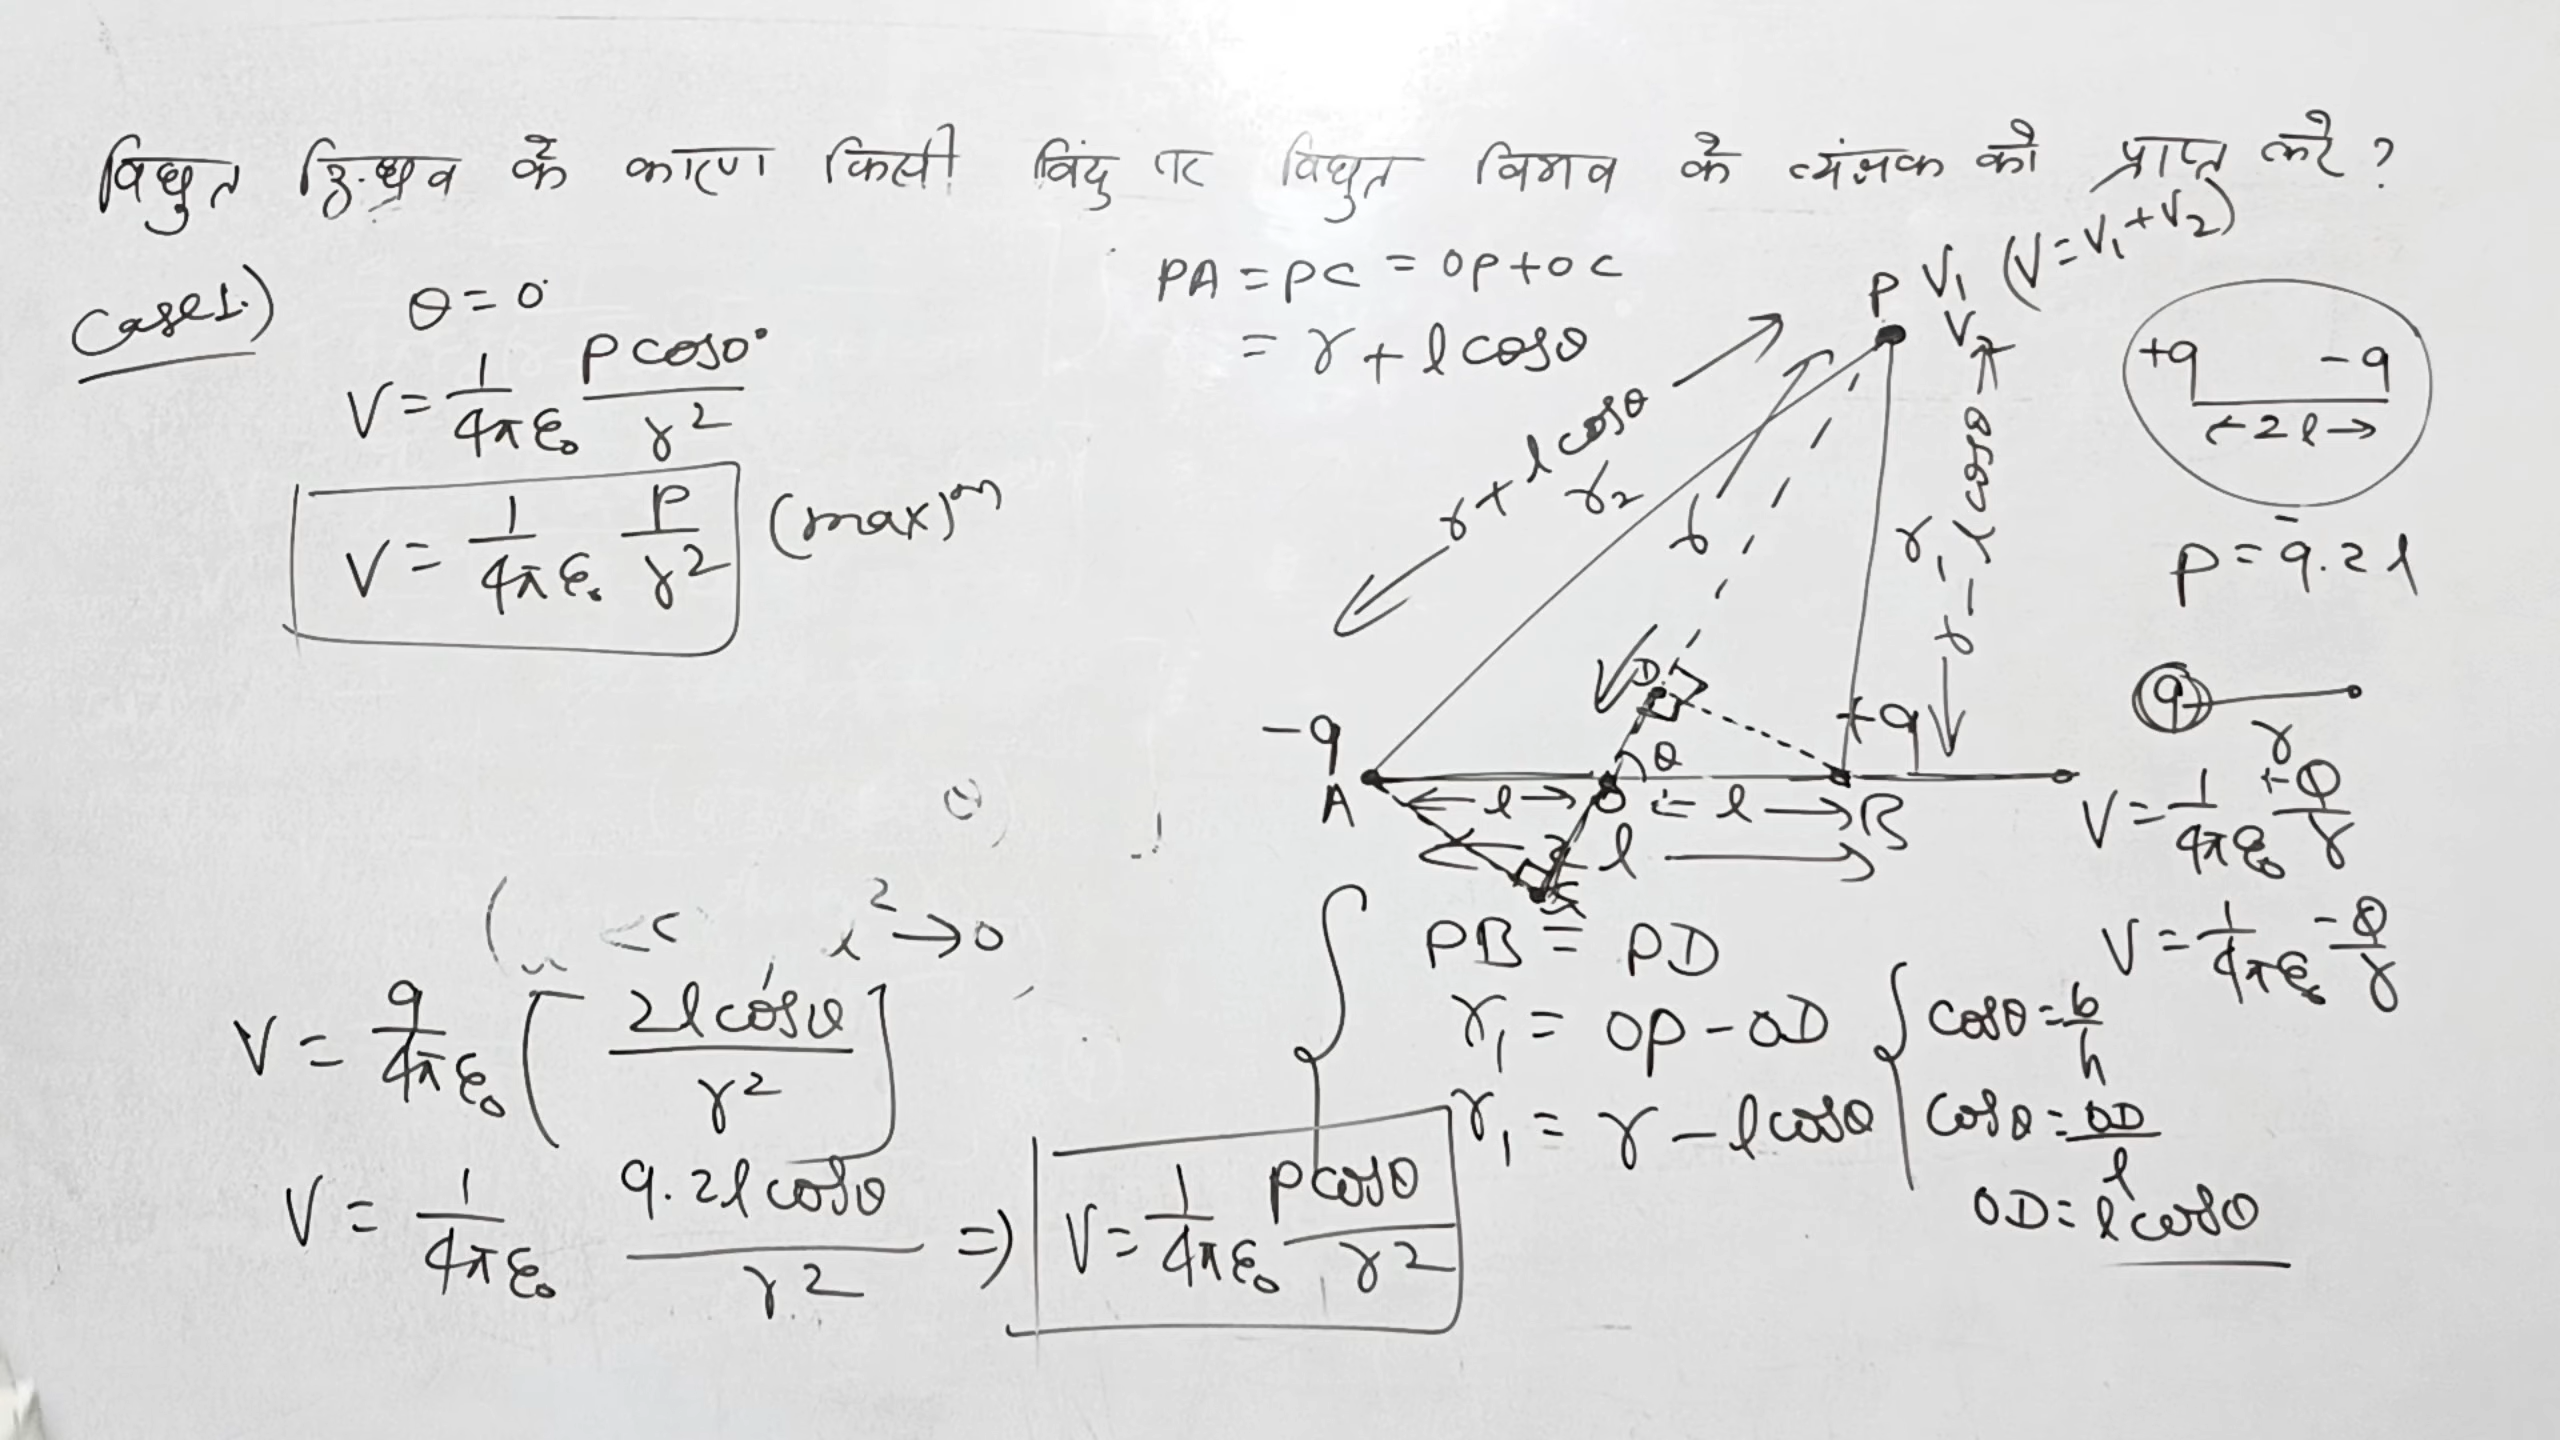 विधुत द्वि-ध्रुव के कारण किसी बिंदु पर विधुत विभव के व्यंजक को प्राप्त करे ?
Case 1.) θ = 0°
V = 1/4πε₀ P cos0°/r²
V = 1/4πε₀ P/r² (max)ᵐ
l² → 0
V = q/4πε₀ [ 2l cosθ / r² ]
V = 1/4πε₀ q.2l cosθ / r² ⇒ V = 1/4πε₀ P cosθ / r²
PA = PC = OP + OC
= r + l cosθ
P V₁ (V = V₁ + V₂)
V₂
r + l cosθ
r₂
r
r₁
r - l cosθ
D
-q
+q
θ
A
← l →
O
← l →
B
← 2l →
C
PB = PD
r₁ = OP - OD
r₁ = r - l cosθ
cosθ = b/h
cosθ = OD/l
OD = l cosθ
+q -q
← 2l →
P = q.2l
q
r
V = 1/4πε₀ +Q/r
V = 1/4πε₀ -Q/r